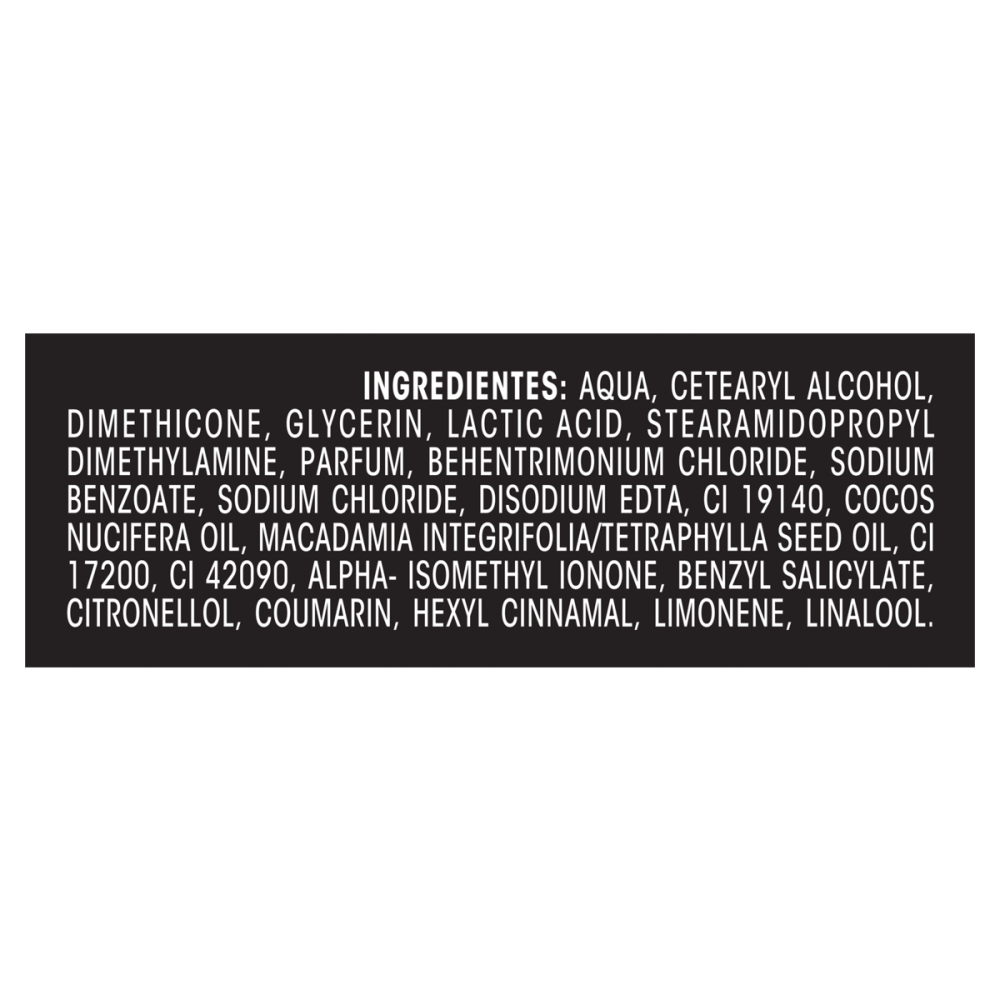 INGREDIENTES: AQUA, CETEARYL ALCOHOL,
DIMETHICONE, GLYCERIN, LACTIC ACID, STEARAMIDOPROPYL
DIMETHYLAMINE, PARFUM, BEHENTRIMONIUM CHLORIDE, SODIUM
BENZOATE, SODIUM CHLORIDE, DISODIUM EDTA, CI 19140, COCOS
NUCIFERA OIL, MACADAMIA INTEGRIFOLIA/TETRAPHYLLA SEED OIL, CI
17200, CI 42090, ALPHA- ISOMETHYL IONONE, BENZYL SALICYLATE,
CITRONELLOL, COUMARIN, HEXYL CINNAMAL, LIMONENE, LINALOOL.